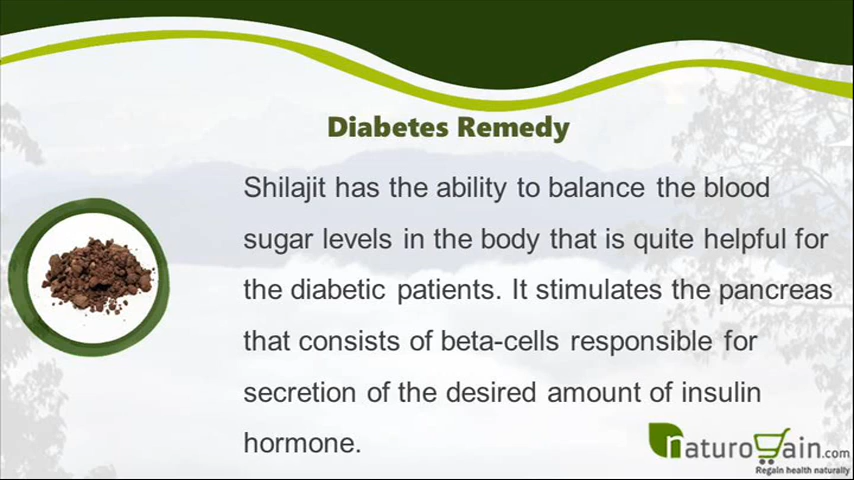 Diabetes Remedy
Shilajit has the ability to balance the blood
sugar levels in the body that is quite helpful for
the diabetic patients. It stimulates the pancreas
that consists of beta-cells responsible for
secretion of the desired amount of insulin
hormone.
naturogain.com
Regain health naturally